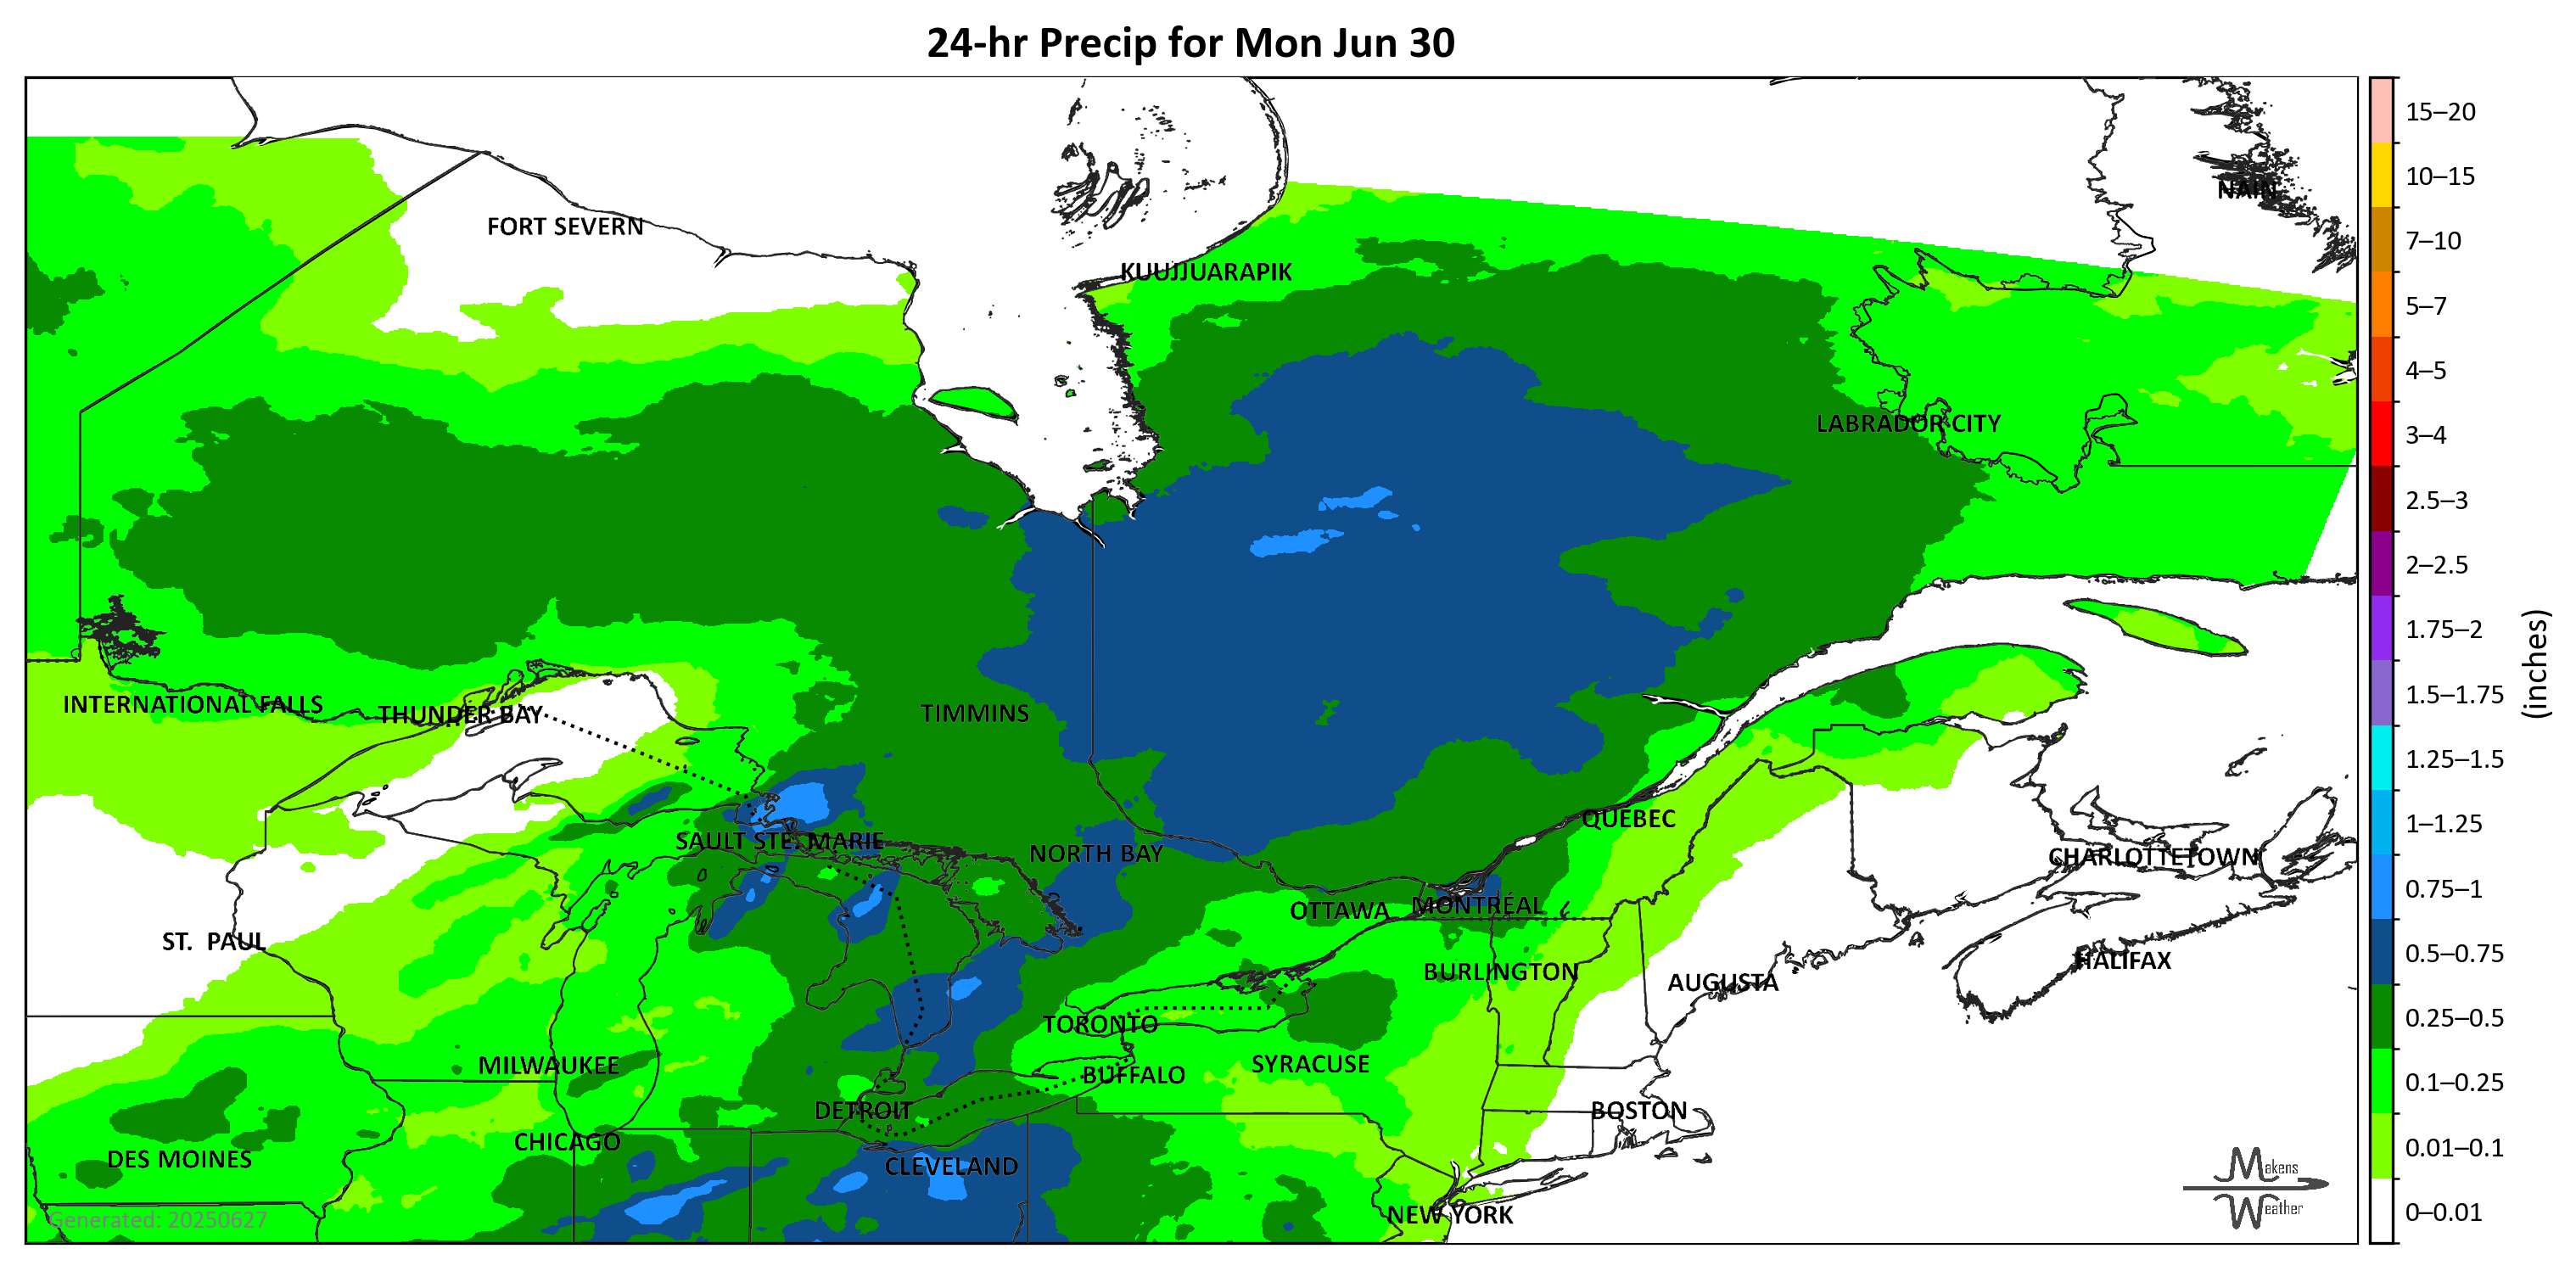 24-hr Precip for Mon Jun 30
15–20
10–15
NAIN
FORT SEVERN
7–10
KUUJJUARAPIK
5–7
4–5
LABRADOR CITY
3–4
2.5–3
2–2.5
1.75–2
(inches)
INTERNATIONAL FALLS
THUNDER BAY
TIMMINS
1.5–1.75
1.25–1.5
QUÉBEC
1–1.25
SAULT STE. MARIE
NORTH BAY
CHARLOTTETOWN
0.75–1
OTTAWA
MONTRÉAL
ST. PAUL
HALIFAX
0.5–0.75
BURLINGTON
AUGUSTA
TORONTO
0.25–0.5
MILWAUKEE
SYRACUSE
BUFFALO
0.1–0.25
DETROIT
BOSTON
CHICAGO
0.01–0.1
DES MOINES
CLEVELAND
Makens
Weather
Generated: 20250627
NEW YORK
0–0.01